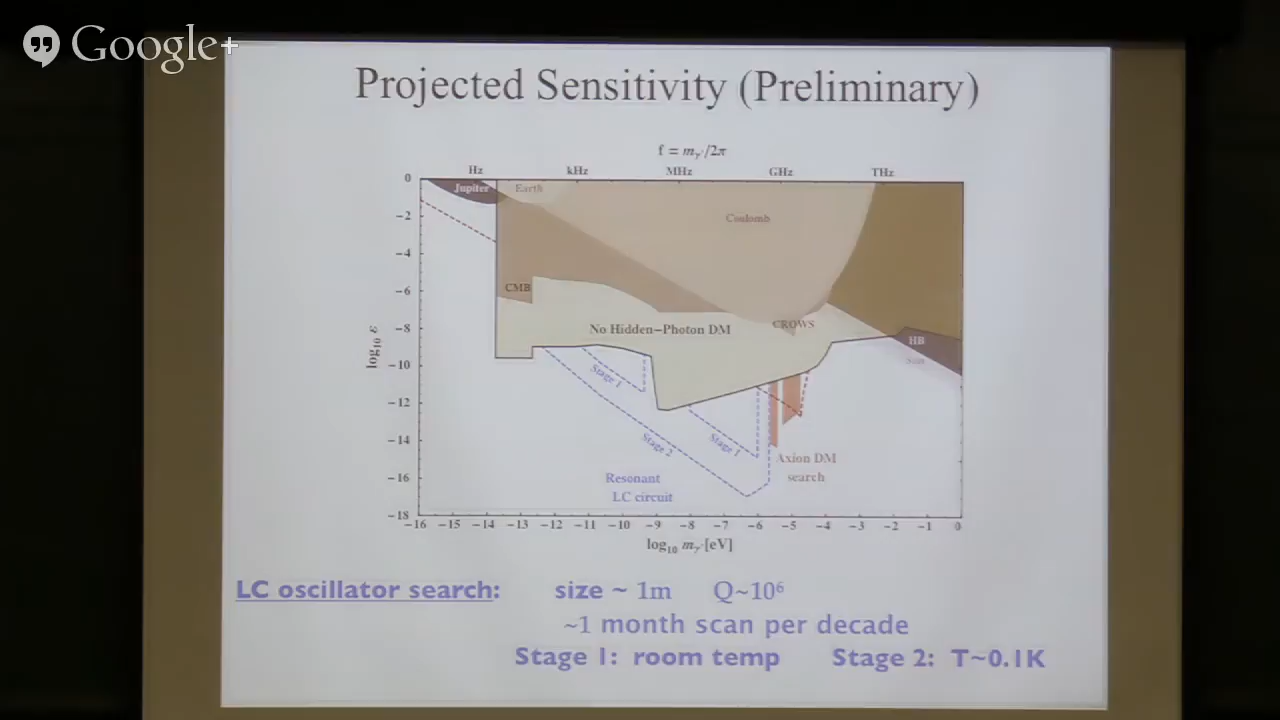 Google+
Projected Sensitivity (Preliminary)
f = mγ'/2π
Hz kHz MHz GHz THz
0
-2
-4
-6
-8
-10
-12
-14
-16
-18
log10 ε
Jupiter
Earth
Coulomb
CMB
No Hidden-Photon DM
CROWS
HB
Sun
Stage 1
Stage 2
Stage 1
Axion DM
search
Resonant
LC circuit
-16 -15 -14 -13 -12 -11 -10 -9 -8 -7 -6 -5 -4 -3 -2 -1 0
log10 mγ'[eV]
LC oscillator search: size ~ 1m Q~10⁶
~1 month scan per decade
Stage 1: room temp Stage 2: T~0.1K